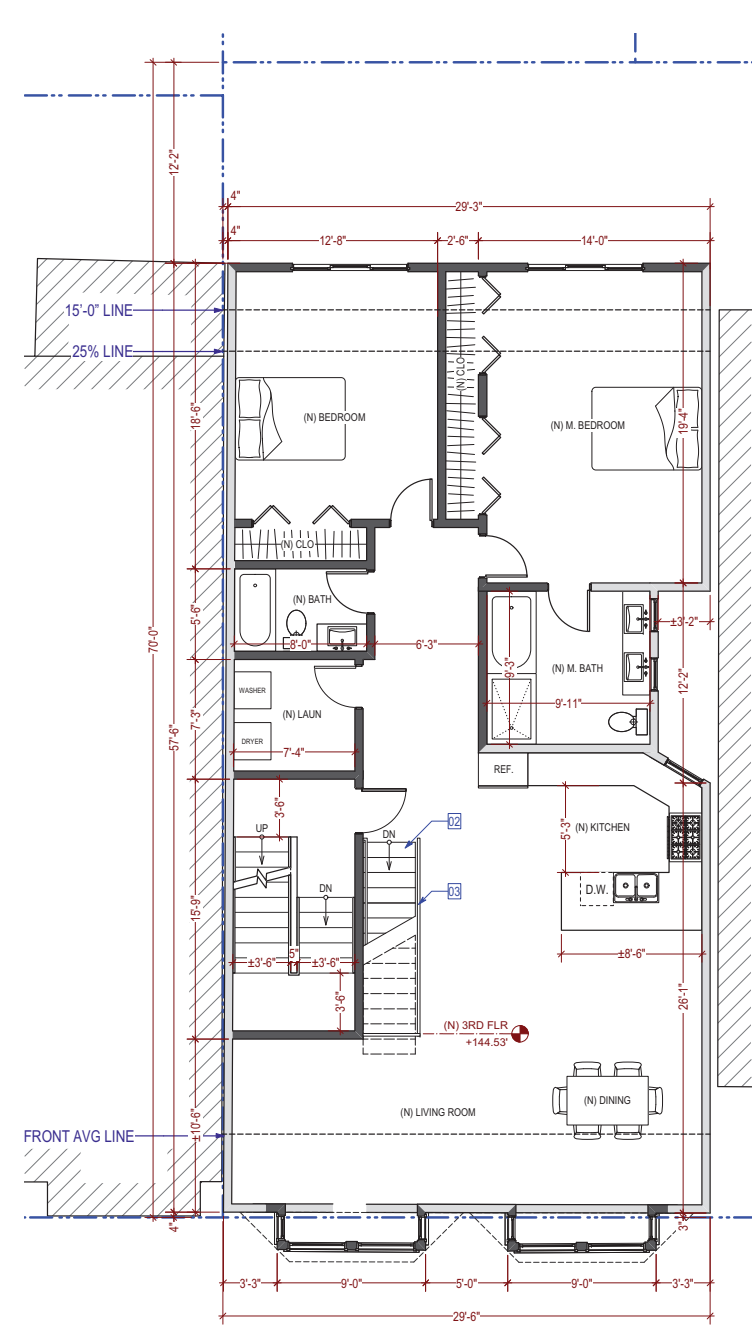 12'-2"
4"
29'-3"
4"
12'-8"
2'-6"
14'-0"
15'-0" LINE
25% LINE
(N) CLO
18'-6"
(N) BEDROOM
(N) M. BEDROOM
19'-4"
(N) CLO
(N) BATH
5'-6"
±3'-2"
70'-0"
8'-0"
6'-3"
9'-3"
(N) M. BATH
12'-2"
WASHER
(N) LAUN
9'-11"
7'-3"
57'-6"
DRYER
7'-4"
REF.
3'-6"
UP
DN
02
5'-3"
(N) KITCHEN
DN
03
D.W.
15'-9"
5"
±3'-6"
±3'-6"
±8'-6"
3'-6"
26'-1"
(N) 3RD FLR
+144.53'
(N) LIVING ROOM
(N) DINING
±10'-6"
FRONT AVG LINE
4"
3"
3'-3"
9'-0"
5'-0"
9'-0"
3'-3"
29'-6"